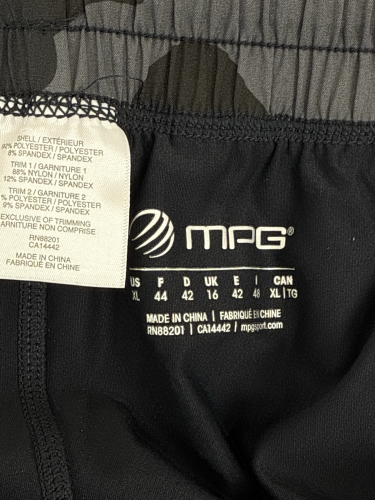 SHELL / EXTÉRIEUR
92% POLYESTER / POLYESTER
8% SPANDEX / SPANDEX
TRIM 1 / GARNITURE 1
88% NYLON / NYLON
12% SPANDEX / SPANDEX
TRIM 2 / GARNITURE 2
% POLYESTER / POLYESTER
% SPANDEX / SPANDEX
EXCLUSIVE OF TRIMMING
ARNITURE NON COMPRISE
RN88201
CA14442
MADE IN CHINA
FABRIQUÉ EN CHINE
MPG®
US F D UK E I CAN
XL 44 42 16 42 48 XL | TG
MADE IN CHINA | FABRIQUÉ EN CHINE
RN88201 | CA14442 / mpgsport.com/